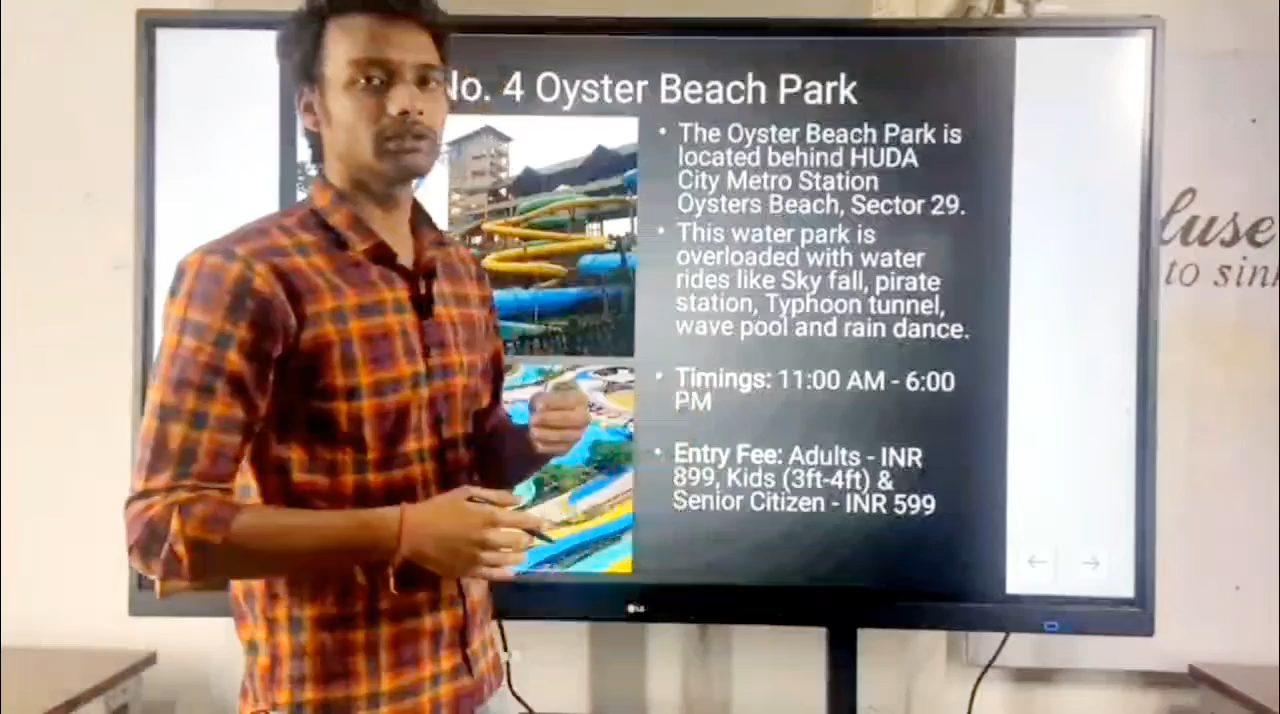 No. 4 Oyster Beach Park
• The Oyster Beach Park is
located behind HUDA
City Metro Station
Oysters Beach, Sector 29.
• This water park is
overloaded with water
rides like Sky fall, pirate
station, Typhoon tunnel,
wave pool and rain dance.
• Timings: 11:00 AM - 6:00
PM
• Entry Fee: Adults - INR
899, Kids (3ft-4ft) &
Senior Citizen - INR 599
LG
to